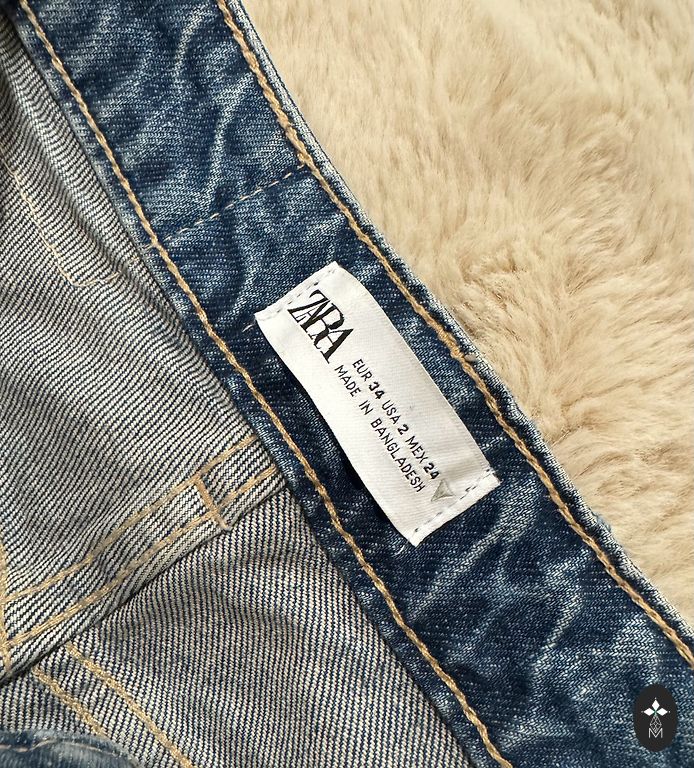 ZARA
EUR 34 USA 2 MEX 24
MADE IN BANGLADESH
M